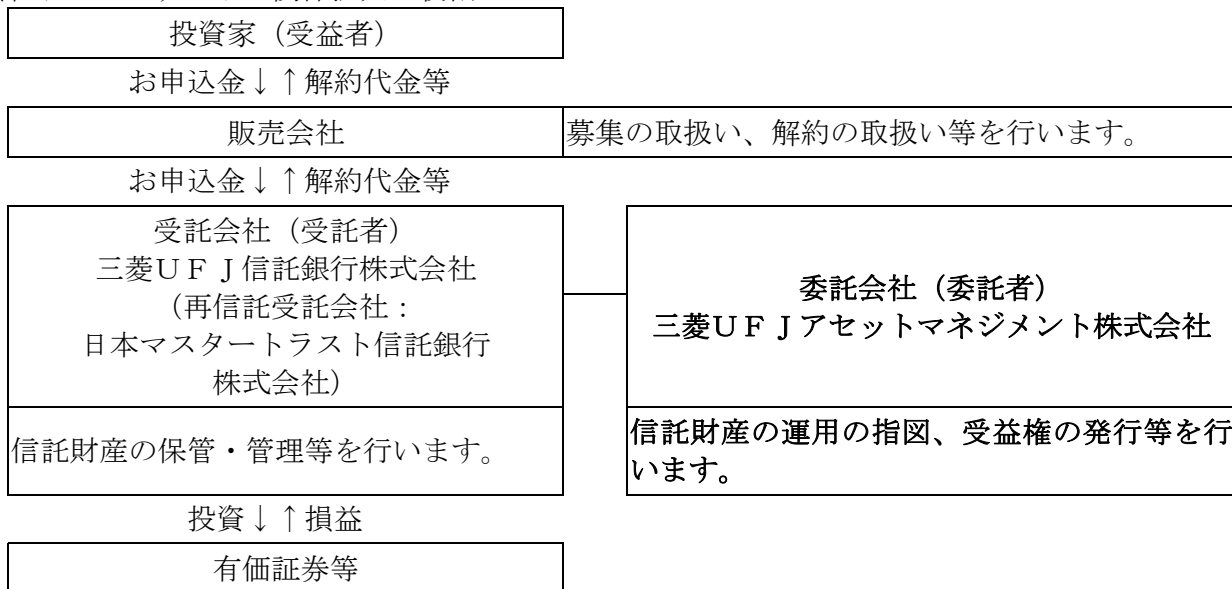 投資家（受益者）
お申込金↓↑解約代金等
販売会社
募集の取扱い、解約の取扱い等を行います。
お申込金↓↑解約代金等
受託会社（受託者）
三菱ＵＦＪ信託銀行株式会社
（再信託受託会社：
日本マスタートラスト信託銀行
株式会社）
委託会社（委託者）
三菱ＵＦＪアセットマネジメント株式会社
信託財産の保管・管理等を行います。
信託財産の運用の指図、受益権の発行等を行
います。
投資↓↑損益
有価証券等